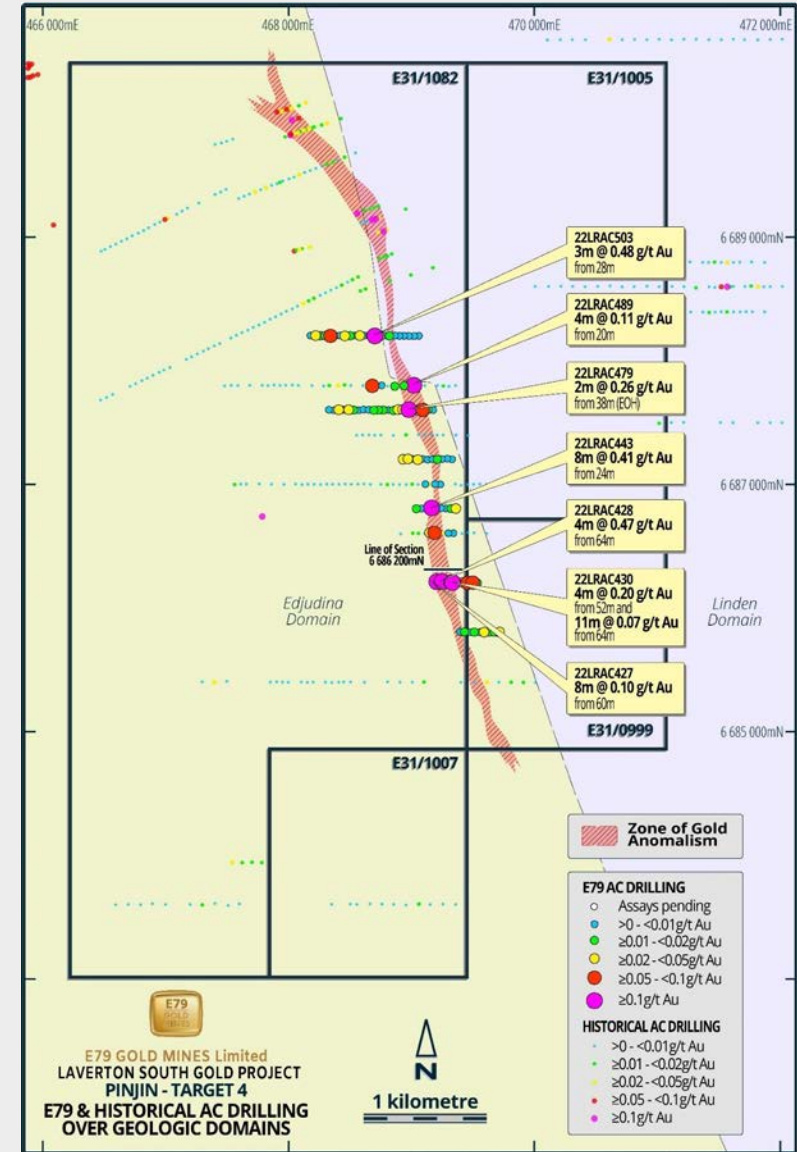 466 000mE
468 000mE
470 000mE
472 000mE
E31/1082
E31/1005
22LRAC503
3m @ 0.48 g/t Au
from 28m
6 689 000mN
22LRAC489
4m @ 0.11 g/t Au
from 20m
22LRAC479
2m @ 0.26 g/t Au
from 38m (EOH)
22LRAC443
8m @ 0.41 g/t Au
from 24m
6 687 000mN
22LRAC428
4m @ 0.47 g/t Au
from 64m
Line of Section
6 686 200mN
22LRAC430
4m @ 0.20 g/t Au
from 52m and
11m @ 0.07 g/t Au
from 64m
Edjudina
Domain
Linden
Domain
22LRAC427
8m @ 0.10 g/t Au
from 60m
E31/0999
6 685 000mN
E31/1007
Zone of Gold
Anomalism
E79 AC DRILLING
Assays pending
>0 - <0.01g/t Au
≥0.01 - <0.02g/t Au
≥0.02 - <0.05g/t Au
≥0.05 - <0.1g/t Au
≥0.1g/t Au
HISTORICAL AC DRILLING
>0 - <0.01g/t Au
≥0.01 - <0.02g/t Au
≥0.02 - <0.05g/t Au
≥0.05 - <0.1g/t Au
≥0.1g/t Au
E79
GOLD
E79 GOLD MINES Limited
LAVERTON SOUTH GOLD PROJECT
PINJIN - TARGET 4
E79 & HISTORICAL AC DRILLING
OVER GEOLOGIC DOMAINS
N
1 kilometre